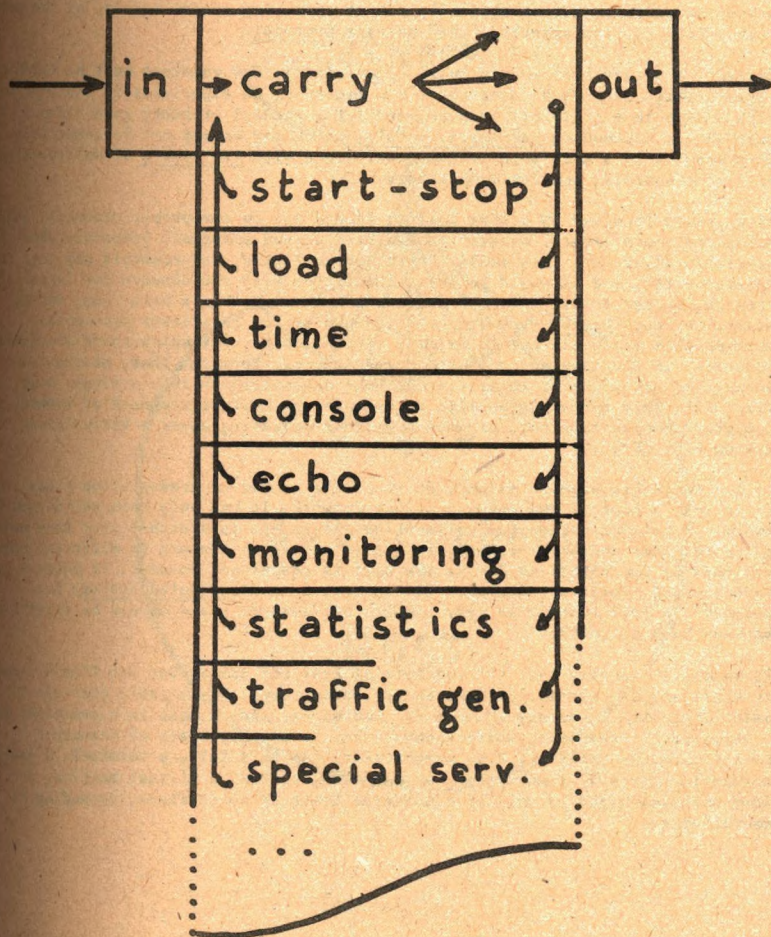 in carry out
start-stop
load
time
console
echo
monitoring
statistics
traffic gen.
special serv.
...